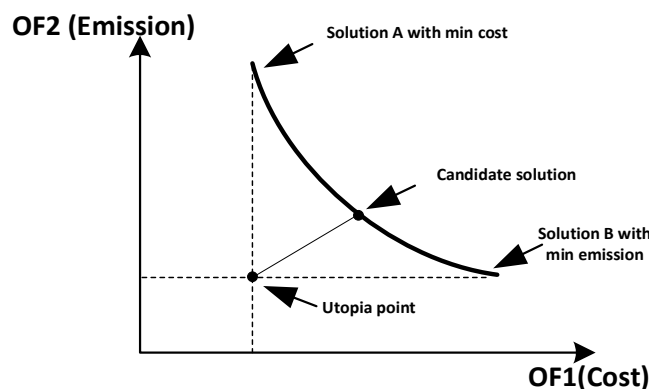 OF2 (Emission)
Solution A with min cost
Candidate solution
Solution B with
min emission
Utopia point
OF1(Cost)